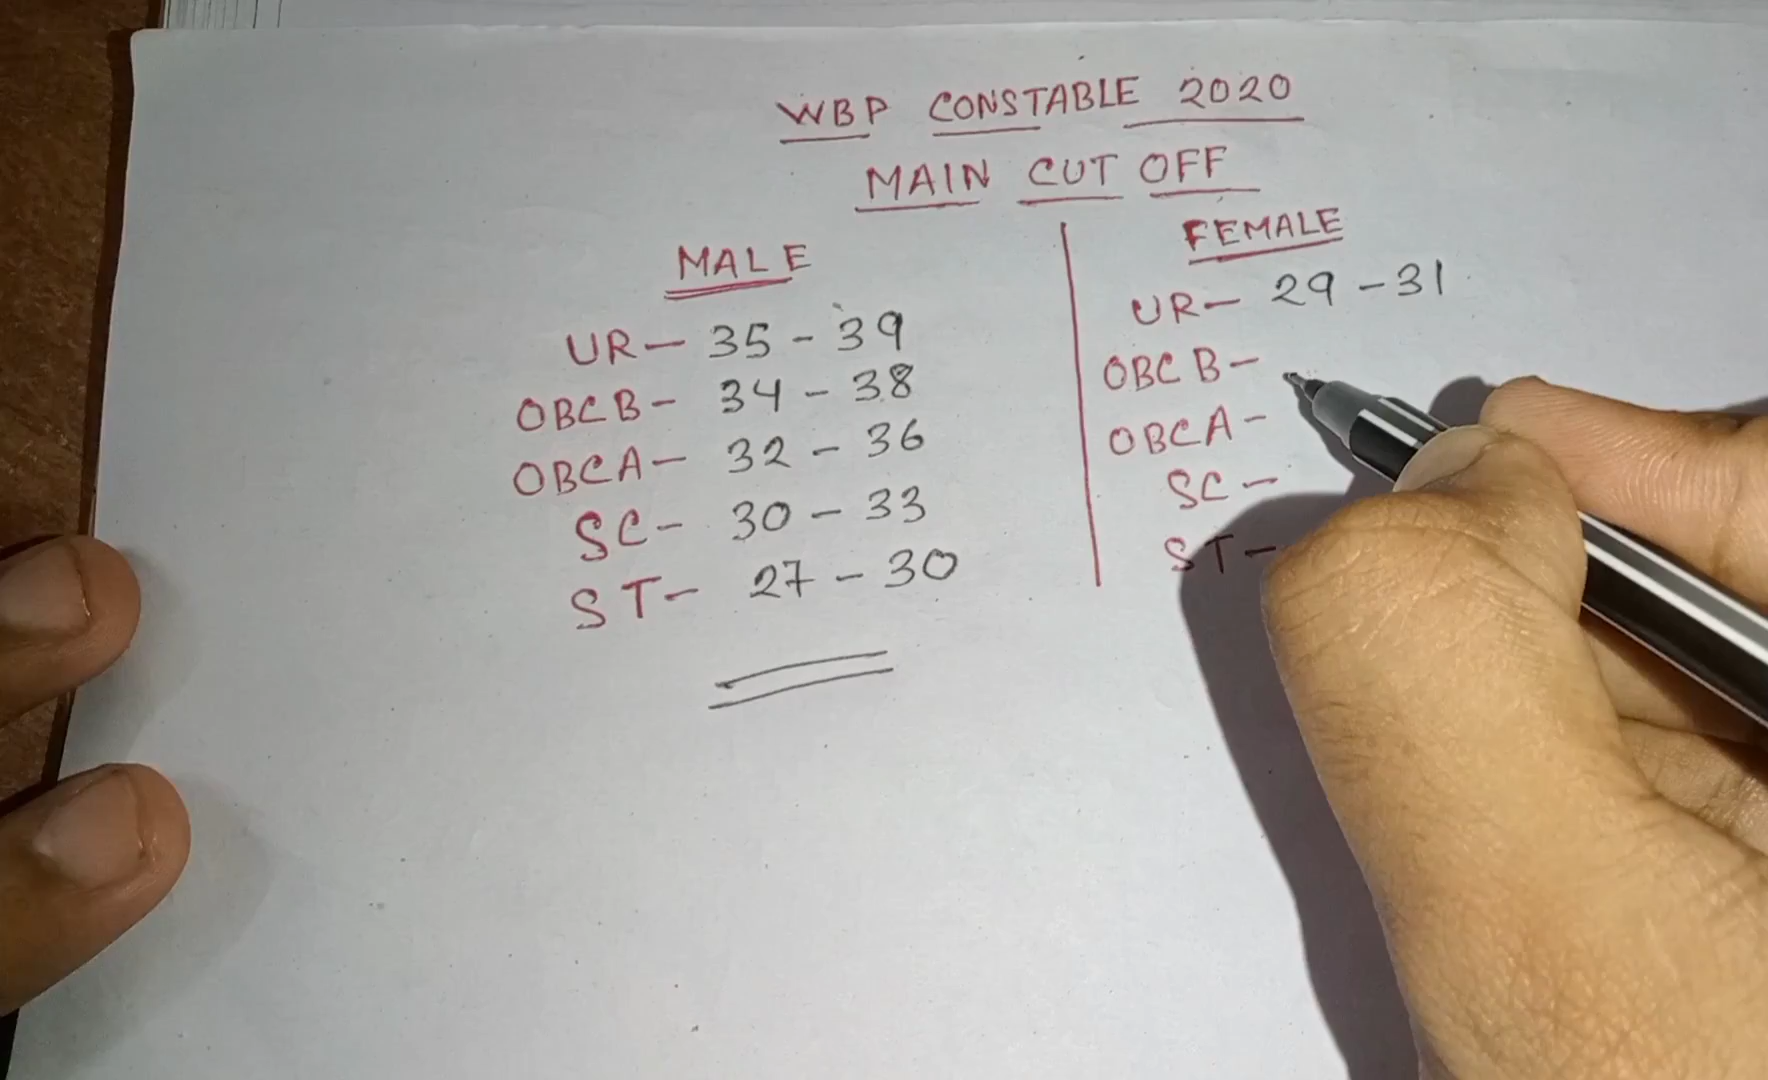 WBP CONSTABLE 2020
MAIN CUT OFF
MALE
UR- 35 - 39
OBCB- 34 - 38
OBCA- 32 - 36
SC- 30 - 33
ST- 27 - 30
FEMALE
UR- 29 - 31
OBC B-
OBCA-
SC-
ST-